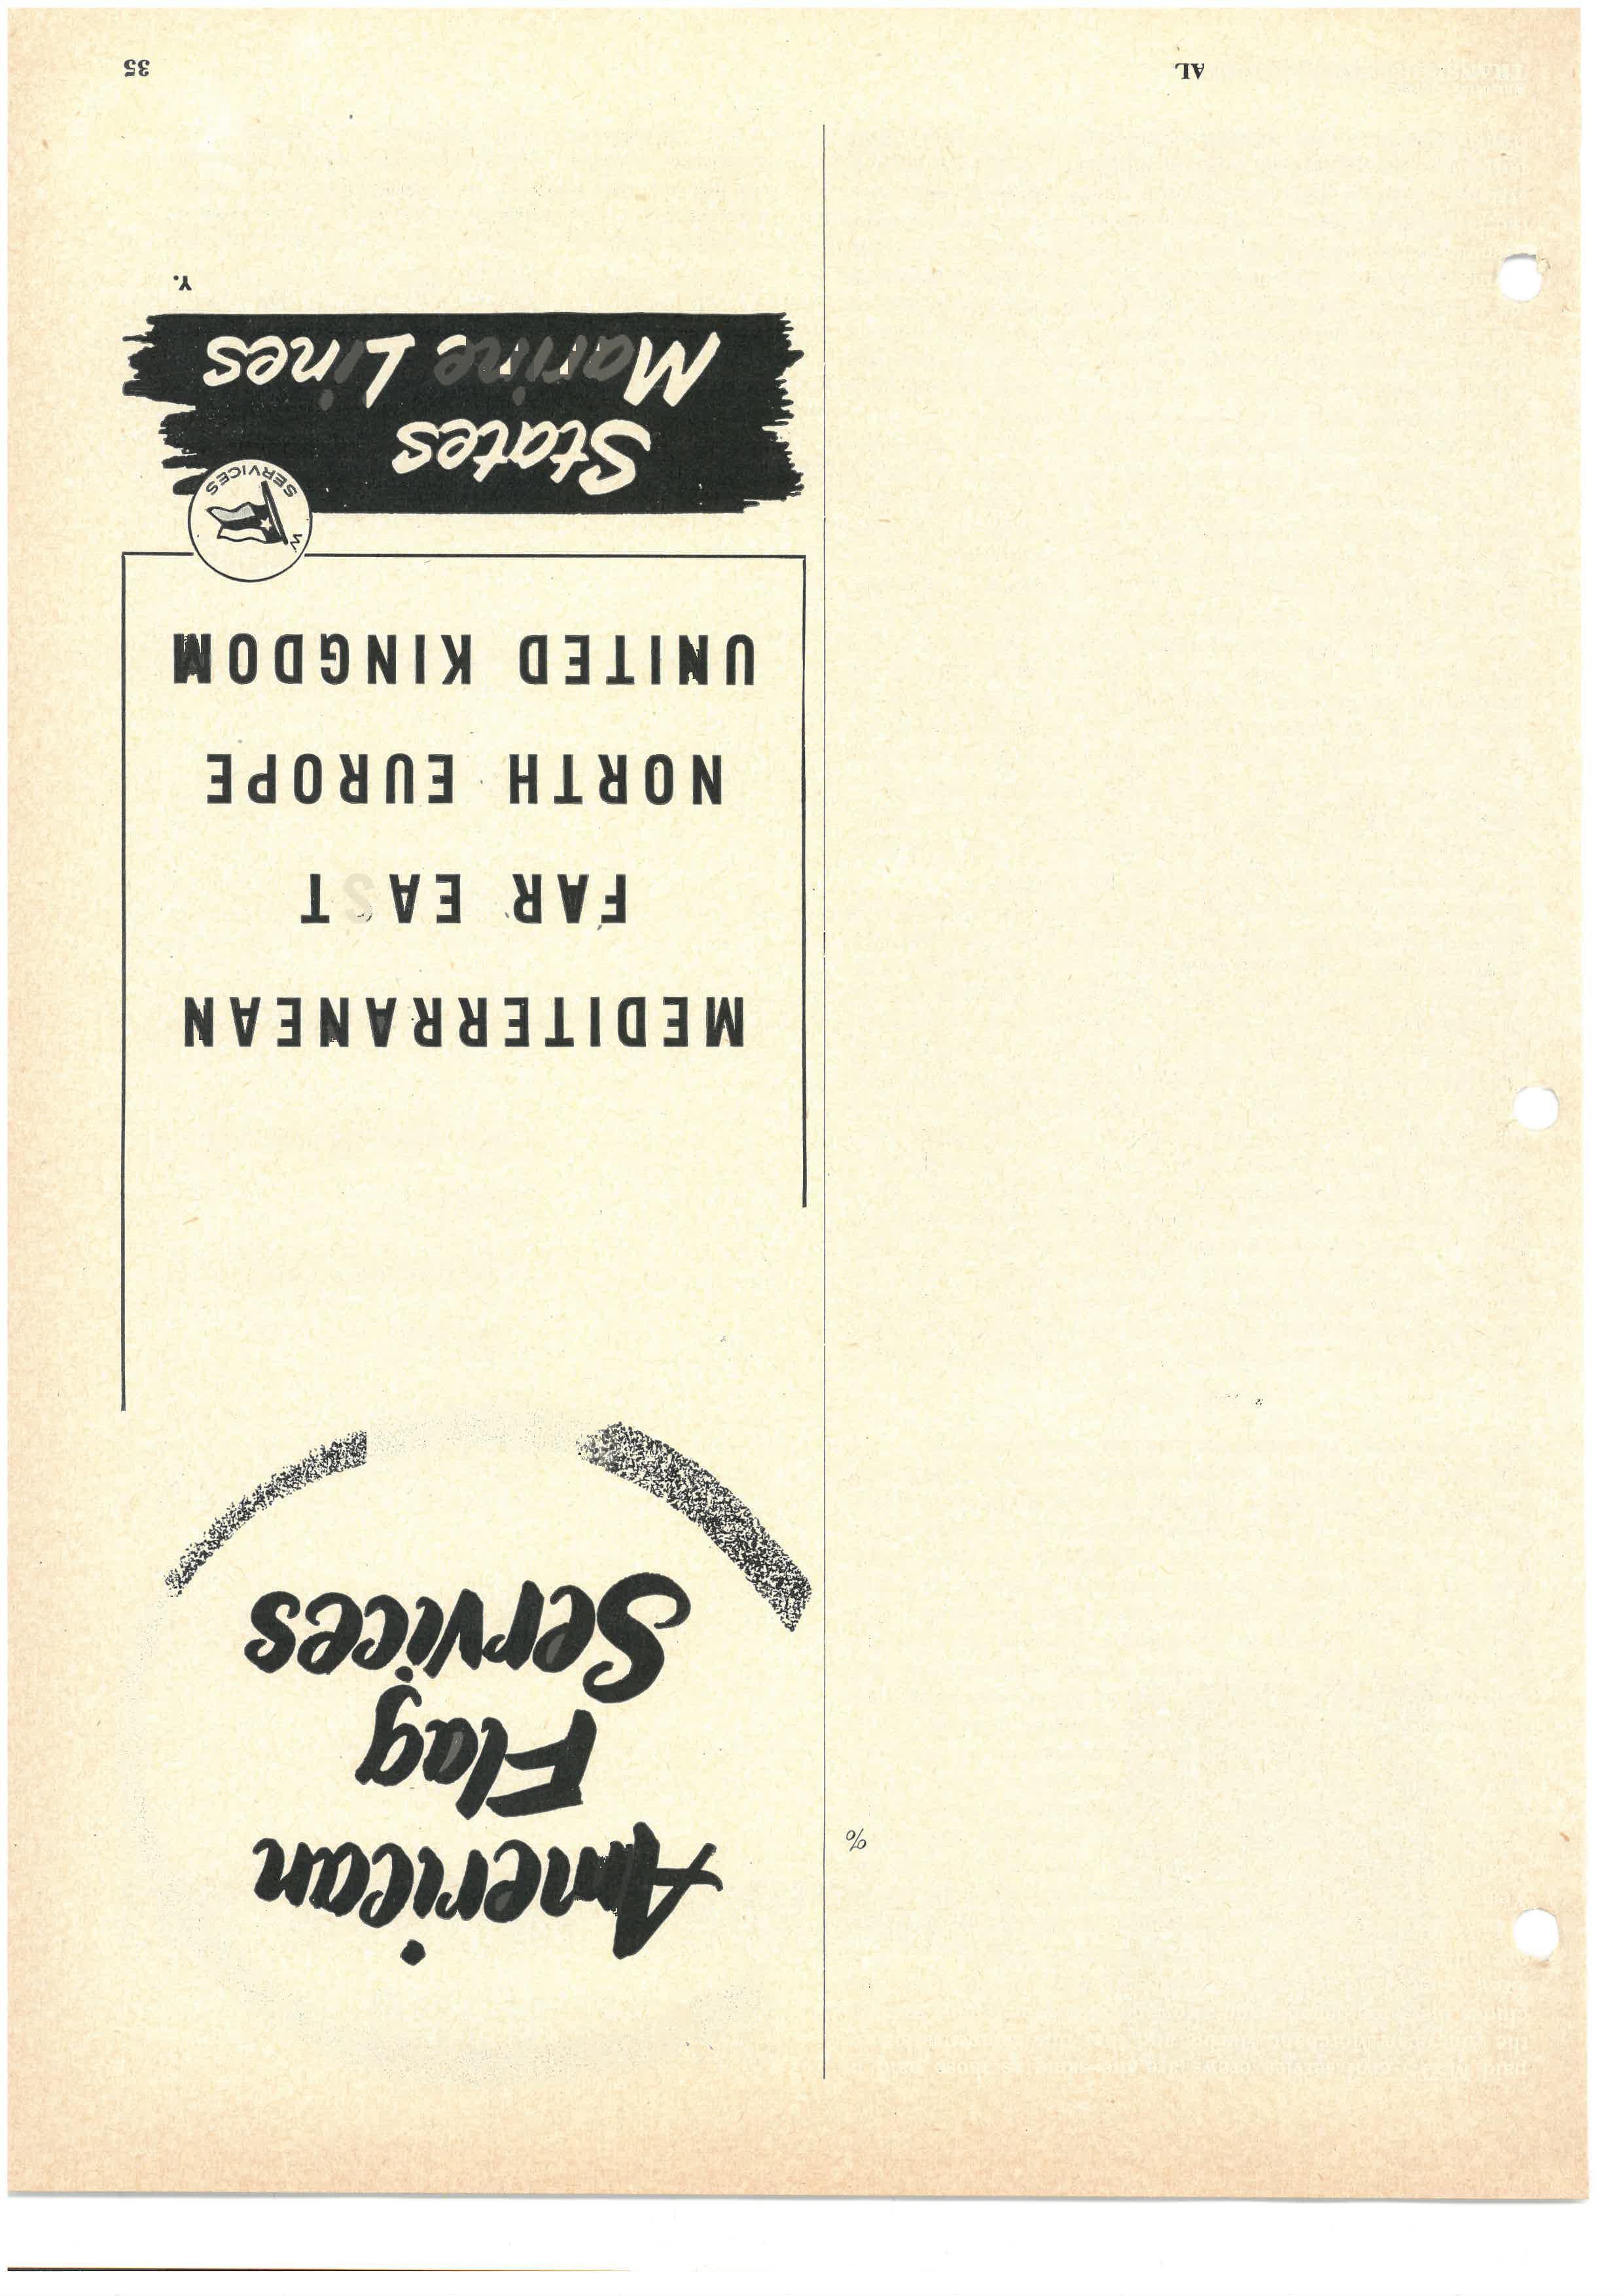 %
American
Flag
Services
MEDITERRANEAN
FAR EAST
NORTH EUROPE
UNITED KINGDOM
M
SERVICES
States
Marine Lines
Y.
AL
35